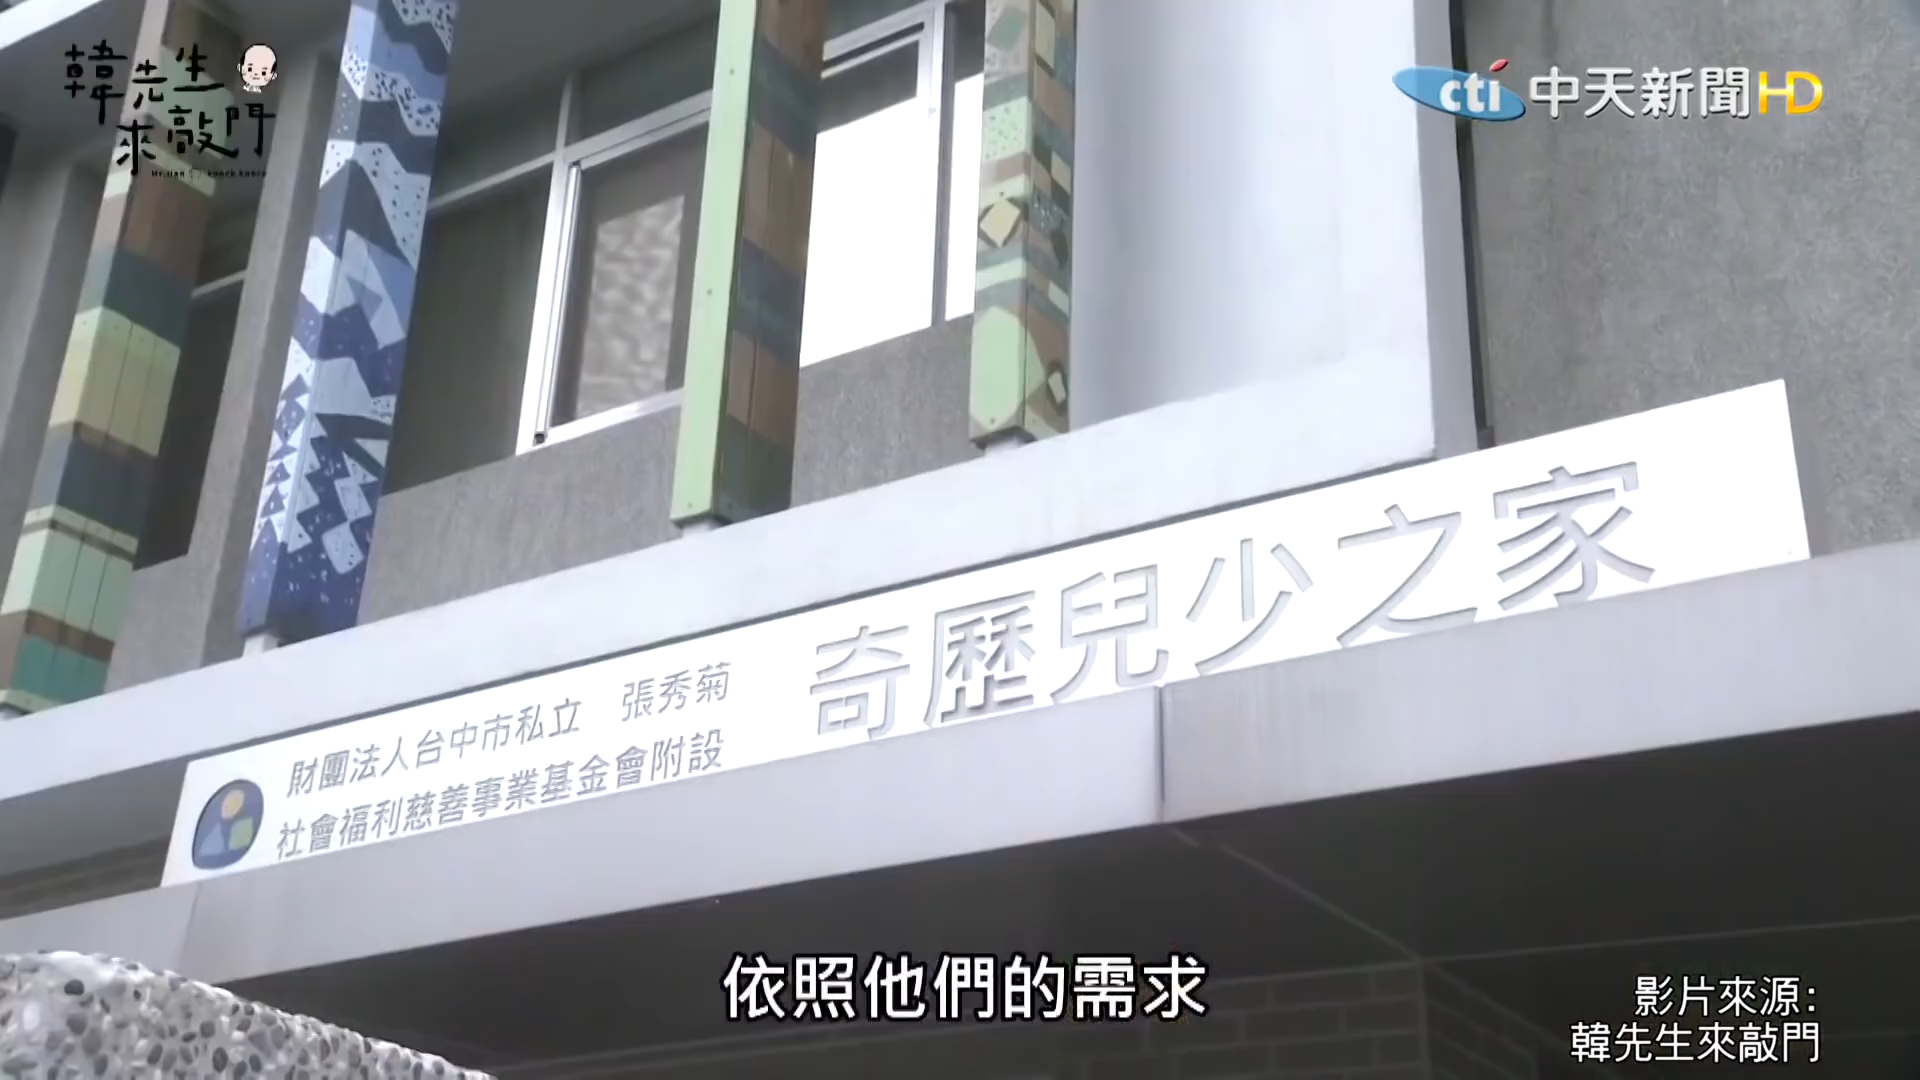 韓先生
來敲門
cti 中天新聞HD
財團法人台中市私立 張秀菊
社會福利慈善事業基金會附設
奇歷兒少之家
依照他們的需求
影片來源:
韓先生來敲門